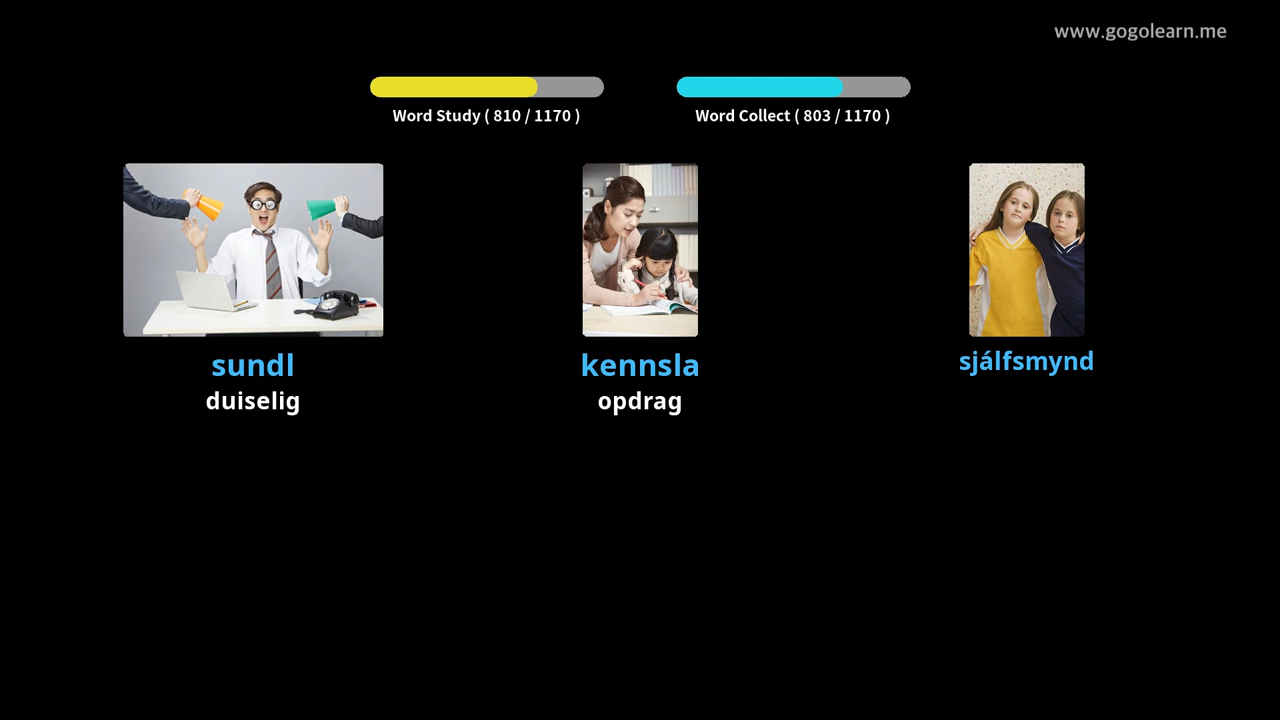 www.gogolearn.me
Word Study ( 810 / 1170 )
Word Collect ( 803 / 1170 )
sundl
duiselig
kennsla
opdrag
sjálfsmynd